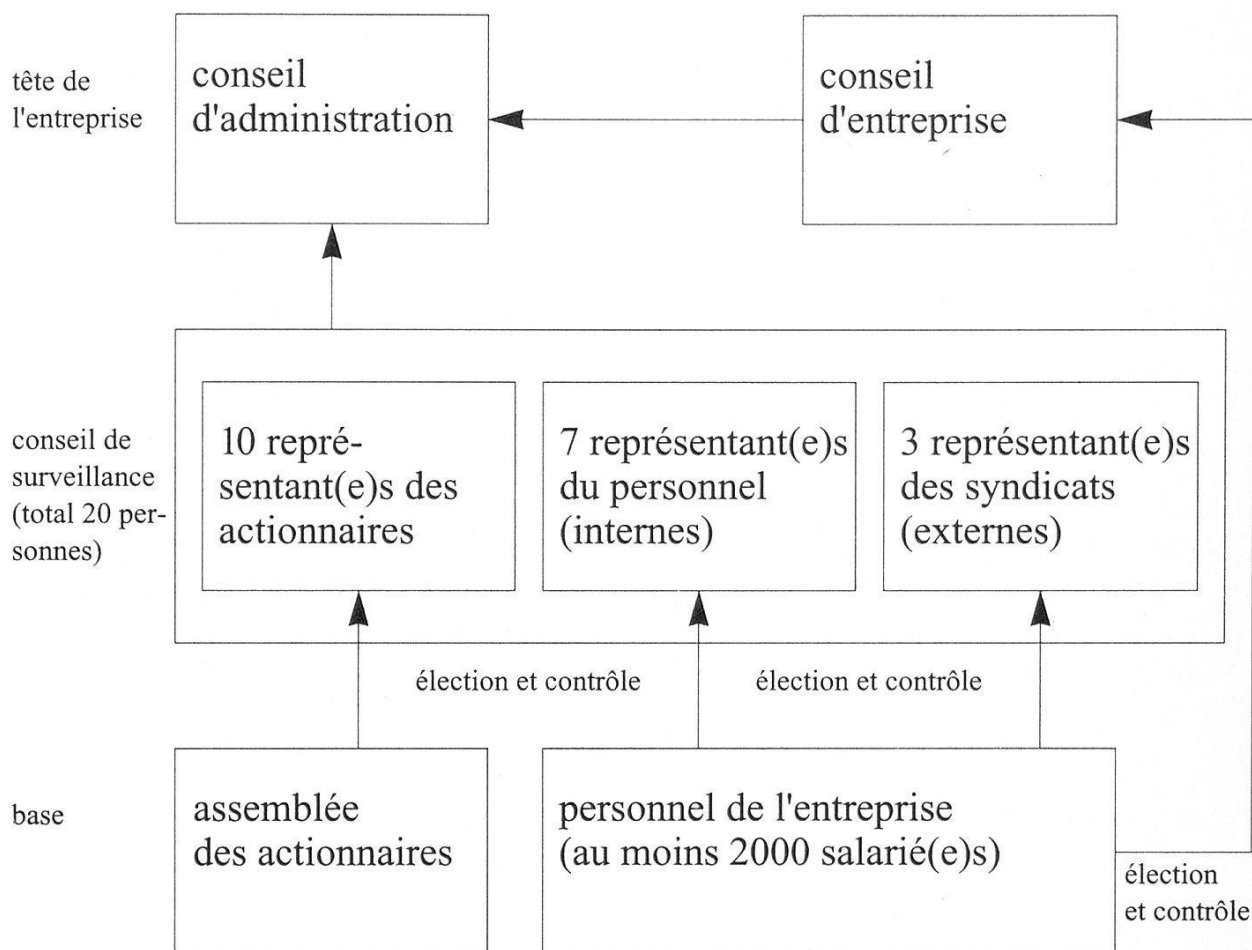 tête de
l'entreprise
conseil
d'administration
conseil
d'entreprise
conseil de
surveillance
(total 20 per-
sonnes)
10 repré-
sentant(e)s des
actionnaires
7 représentant(e)s
du personnel
(internes)
3 représentant(e)s
des syndicats
(externes)
élection et contrôle
élection et contrôle
base
assemblée
des actionnaires
personnel de l'entreprise
(au moins 2000 salarié(e)s)
élection
et contrôle